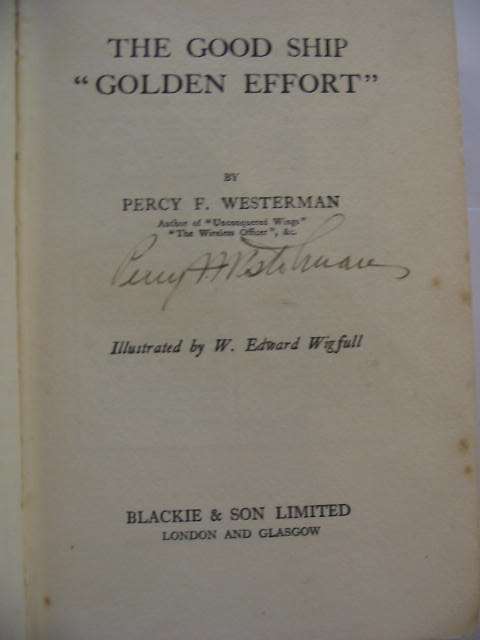 THE GOOD SHIP
"GOLDEN EFFORT"
BY
PERCY F. WESTERMAN
Author of "Unconquered Wings"
"The Wireless Officer", &c.
Percy F. Westerman
Illustrated by W. Edward Wigfull
BLACKIE & SON LIMITED
LONDON AND GLASGOW